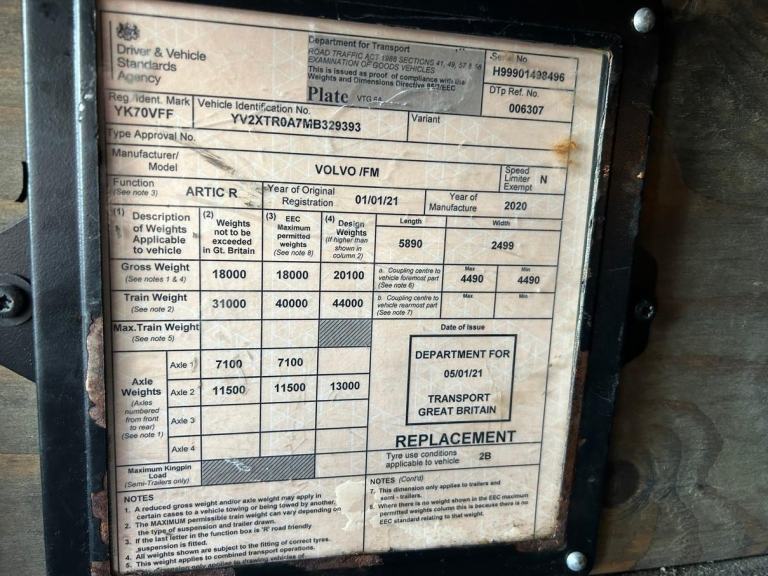 Driver & Vehicle
Standards
Agency
Department for Transport
ROAD TRAFFIC ACT 1988 SECTIONS 41, 49, 57 & 58
EXAMINATION OF GOODS VEHICLES
This is issued as proof of compliance with the
Weights and Dimensions Directive
Plate VTG
Serial No
H99901498496
DTp Ref. No.
006307
Reg./Ident. Mark
YK70VFF
Vehicle Identification No.
YV2XTR0A7MB329393
Variant
Type Approval No.
Manufacturer/
Model
VOLVO /FM
Speed
Limiter
Exempt
N
Function
(See note 3)
ARTIC R
Year of Original
Registration
01/01/21
Year of
Manufacture
2020
(1) Description
of Weights
Applicable
to vehicle
(2)
Weights
not to be
exceeded
in Gt. Britain
(3) EEC
Maximum
permitted
weights
(See note 8)
(4) Design
Weights
(If higher than
shown in
column 2)
Length
5890
Width
2499
Gross Weight
(See notes 1 & 4)
18000
18000
20100
a. Coupling centre to
vehicle foremost part
(See note 6)
Max
4490
Min
4490
Train Weight
(See note 2)
31000
40000
44000
b. Coupling centre to
vehicle rearmost part
(See note 7)
Max
Min
Max.Train Weight
(See note 5)
Axle
Weights
(Axles
numbered
from front
to rear)
(See note 1)
Axle 1
7100
7100
Axle 2
11500
11500
13000
Axle 3
Axle 4
Maximum Kingpin
Load
(Semi-Trailers only)
Date of Issue
DEPARTMENT FOR
05/01/21
TRANSPORT
GREAT BRITAIN
REPLACEMENT
Tyre use conditions
applicable to vehicle
2B
NOTES
1. A reduced gross weight and/or axle weight may apply in
certain cases to a vehicle towing or being towed by another.
2. The MAXIMUM permissible train weight can vary depending on
the type of suspension and trailer drawn.
3. If the last letter in the function box is 'R' road friendly
suspension is fitted.
4. All weights shown are subject to the fitting of correct tyres.
5. This weight applies to combined transport operations.
dimension only applies to drawing vehicles of
NOTES (Cont'd)
7. This dimension only applies to trailers and
semi - trailers.
8. Where there is no weight shown in the EEC maximum
permitted weights column this is because there is no
EEC standard relating to that weight.